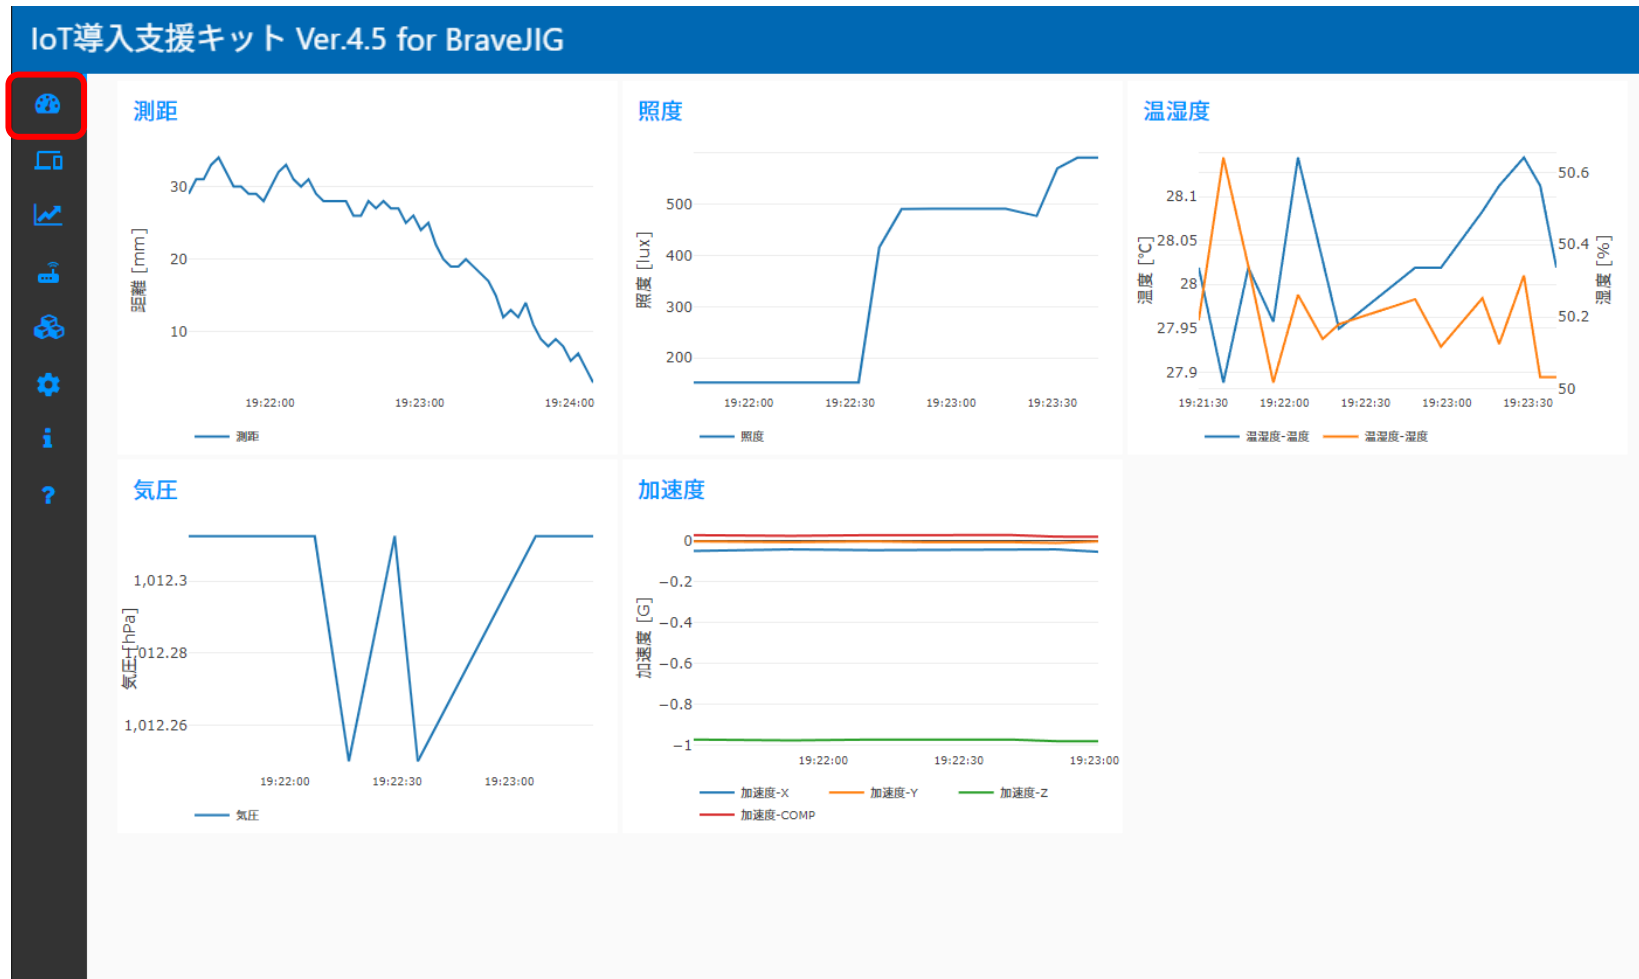 IoT導入支援キット Ver.4.5 for BraveJIG
測距
距離 [mm]
30
20
10
19:22:00
19:23:00
19:24:00
測距
照度
照度 [lux]
500
400
300
200
19:22:00
19:22:30
19:23:00
19:23:30
照度
温湿度
温度 [℃]
28.1
28.05
28
27.95
27.9
湿度 [%]
50.6
50.4
50.2
50
19:21:30
19:22:00
19:22:30
19:23:00
19:23:30
温湿度-温度
温湿度-湿度
気圧
気圧 [hPa]
1,012.3
1,012.28
1,012.26
19:22:00
19:22:30
19:23:00
気圧
加速度
加速度 [G]
0
−0.2
−0.4
−0.6
−0.8
−1
19:22:00
19:22:30
19:23:00
加速度-X
加速度-Y
加速度-Z
加速度-COMP